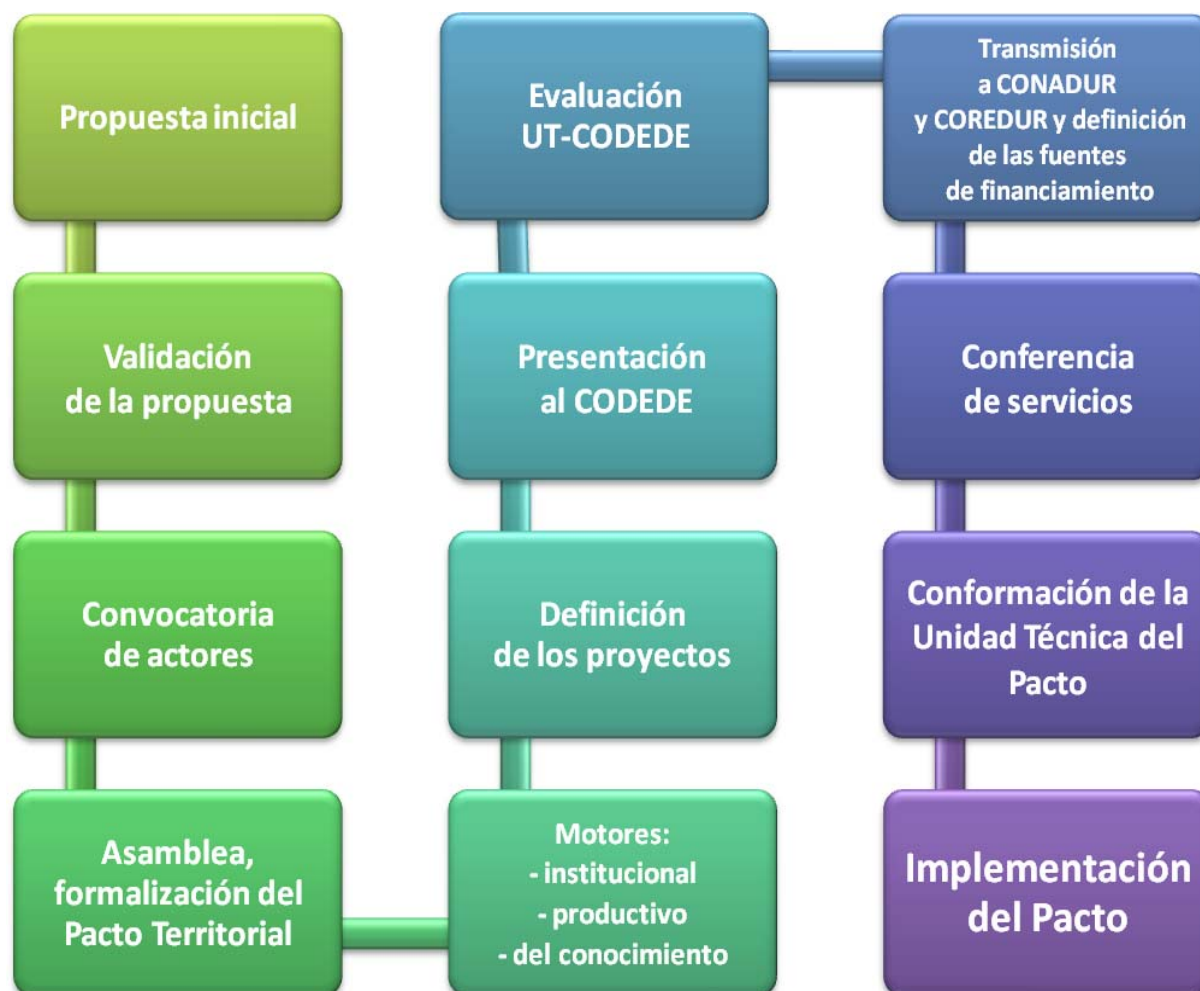 Propuesta inicial
Validación
de la propuesta
Convocatoria
de actores
Asamblea,
formalización del
Pacto Territorial
Motores:
- institucional
- productivo
- del conocimiento
Definición
de los proyectos
Presentación
al CODEDE
Evaluación
UT-CODEDE
Transmisión
a CONADUR
y COREDUR y definición
de las fuentes
de financiamiento
Conferencia
de servicios
Conformación de la
Unidad Técnica del
Pacto
Implementación
del Pacto